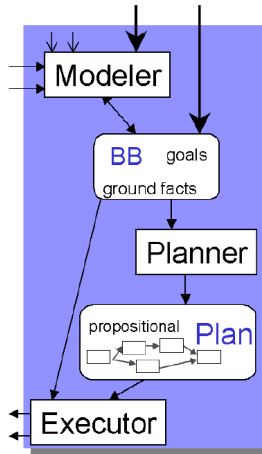 Modeler
BB goals
ground facts
Planner
propositional Plan
Executor